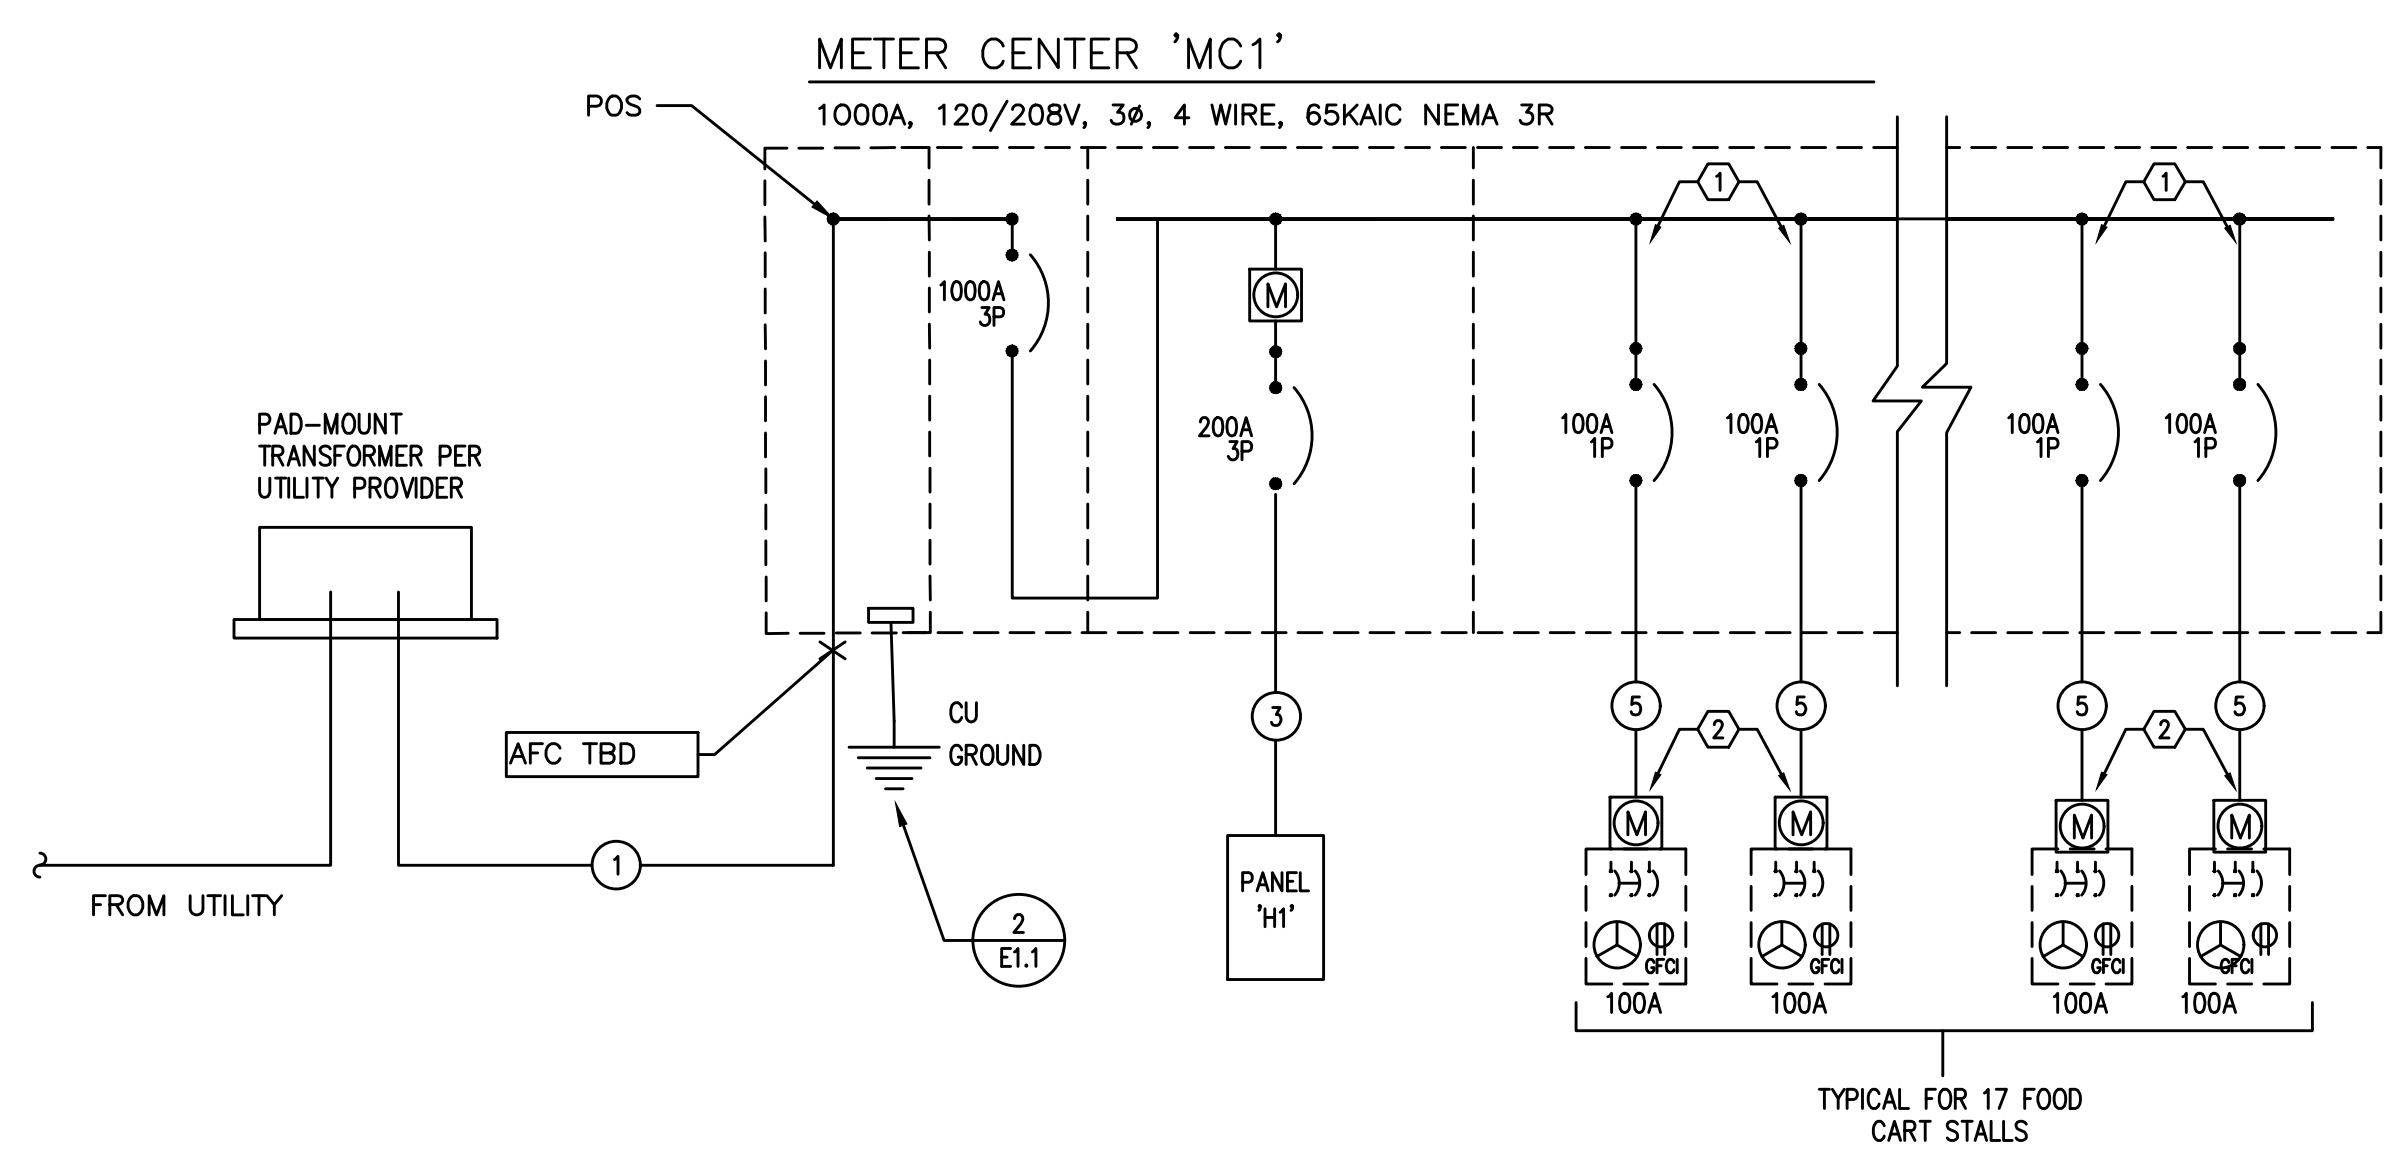 METER CENTER 'MC1'
1000A, 120/208V, 3ø, 4 WIRE, 65KAIC NEMA 3R
POS
1
1
1000A
3P
M
200A
3P
100A
1P
100A
1P
100A
1P
100A
1P
PAD-MOUNT
TRANSFORMER PER
UTILITY PROVIDER
AFC TBD
CU
GROUND
3
5
5
5
5
2
2
M
M
M
M
1
FROM UTILITY
2
E1.1
PANEL
'H1'
GFCI
GFCI
GFCI
GFCI
100A
100A
100A
100A
TYPICAL FOR 17 FOOD
CART STALLS